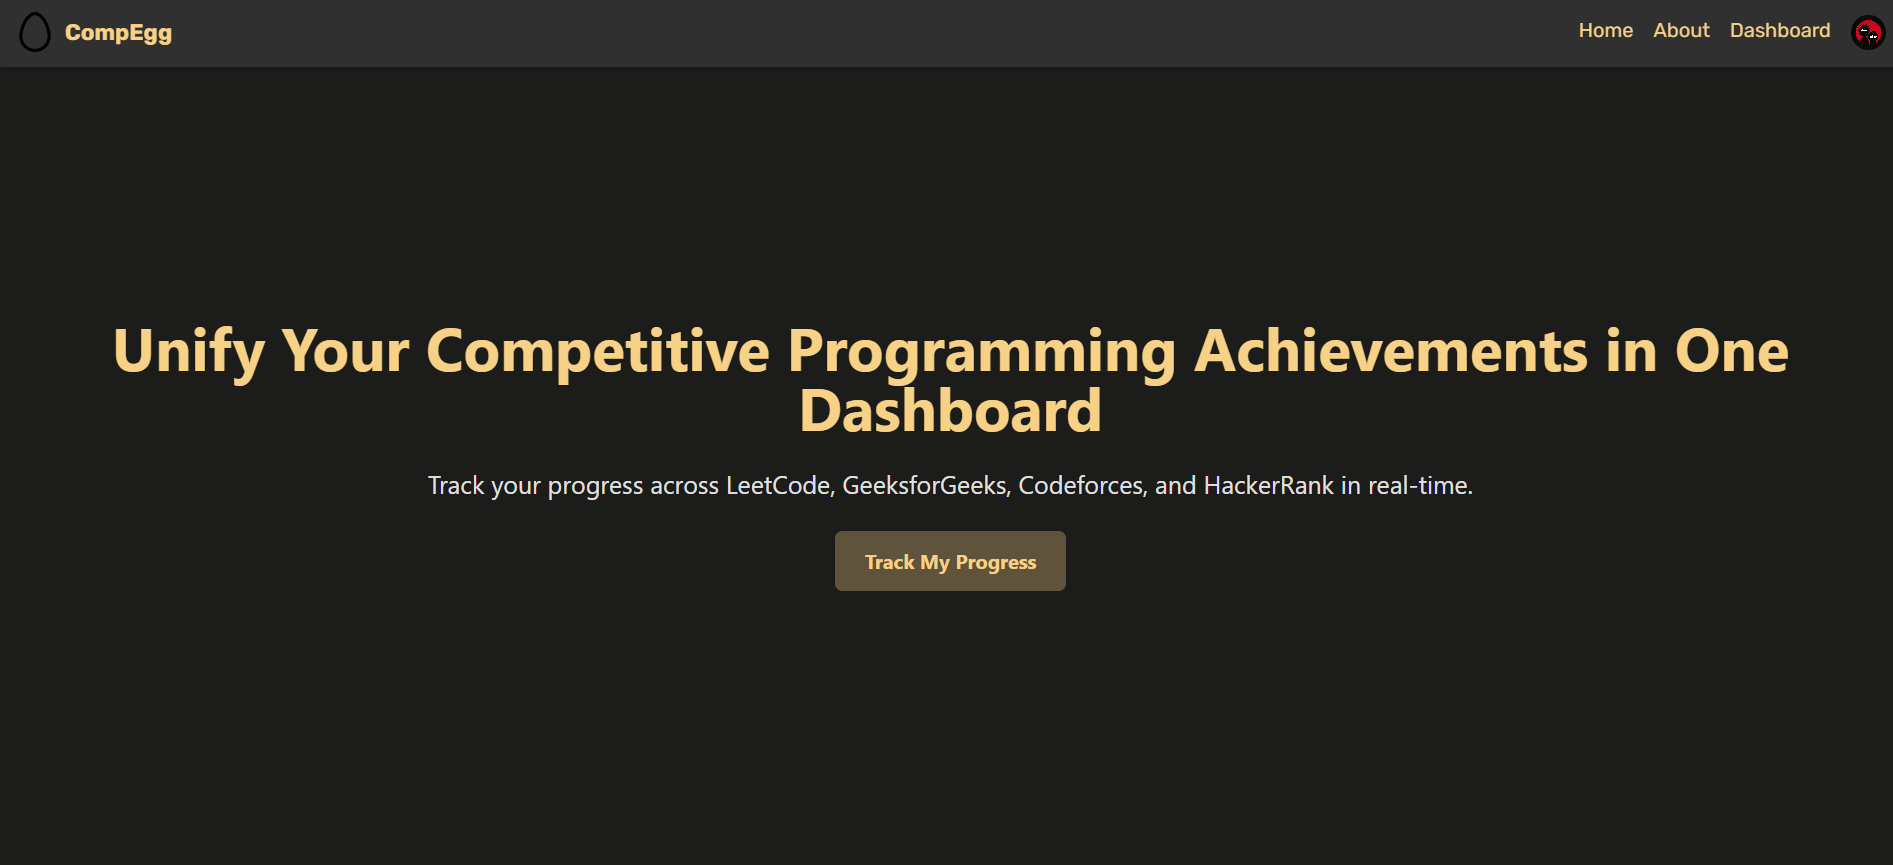 CompEgg
Home About Dashboard
Unify Your Competitive Programming Achievements in One
Dashboard
Track your progress across LeetCode, GeeksforGeeks, Codeforces, and HackerRank in real-time.
Track My Progress